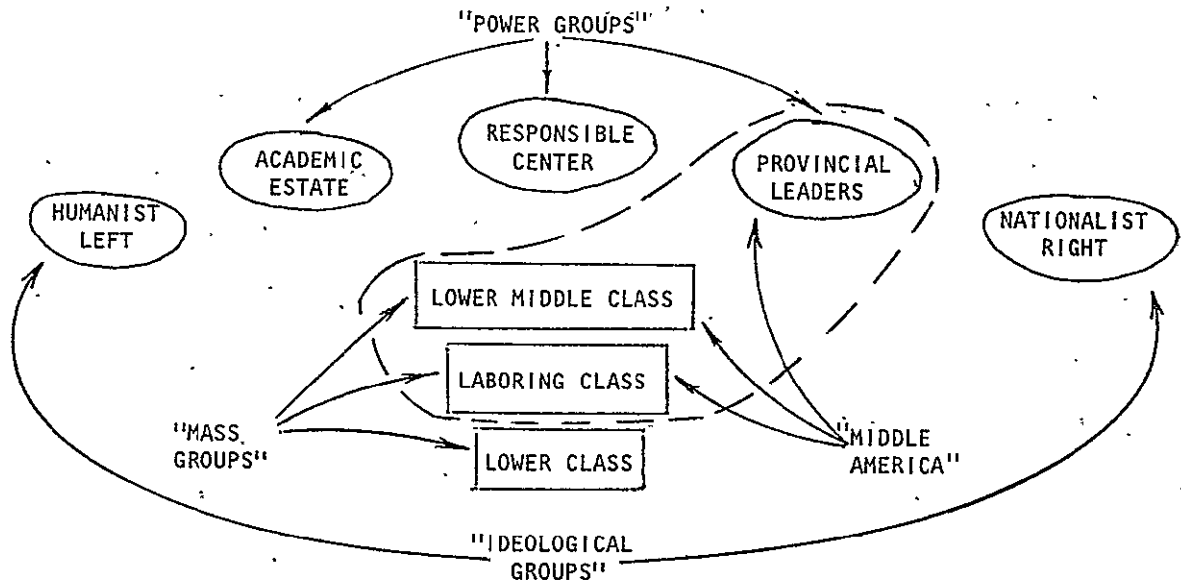 "POWER GROUPS"
RESPONSIBLE
CENTER
ACADEMIC
ESTATE
PROVINCIAL
LEADERS
HUMANIST
LEFT
NATIONALIST
RIGHT
LOWER MIDDLE CLASS
LABORING CLASS
"MASS
GROUPS"
LOWER CLASS
"MIDDLE
AMERICA"
"IDEOLOGICAL
GROUPS"